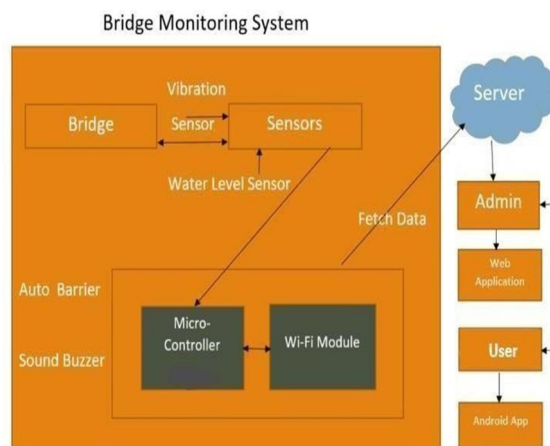 Bridge Monitoring System
Vibration
Bridge
Sensor
Sensors
Water Level Sensor
Fetch Data
Auto Barrier
Sound Buzzer
Micro-
Controller
Wi-Fi Module
Server
Admin
Web
Application
User
Android App